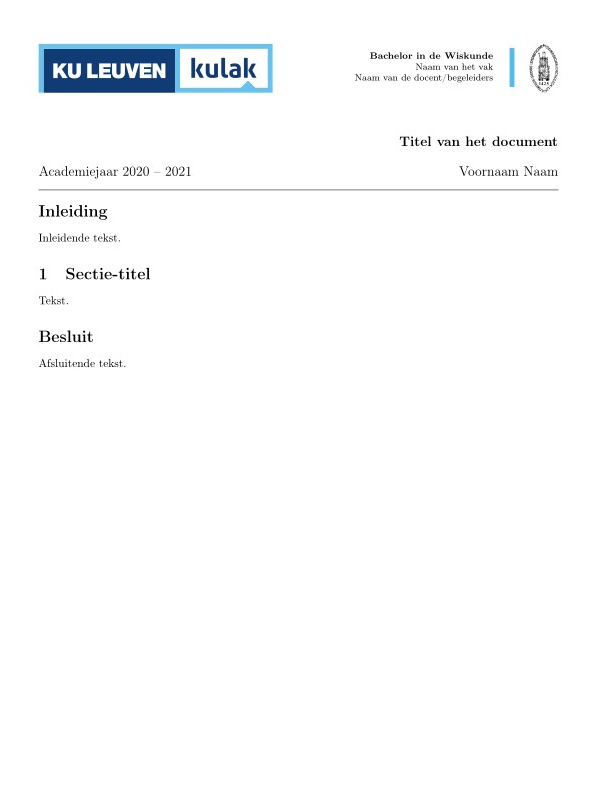 KU LEUVEN kulak
Bachelor in de Wiskunde
Naam van het vak
Naam van de docent/begeleiders
1425
Titel van het document
Academiejaar 2020 – 2021 Voornaam Naam
Inleiding
Inleidende tekst.
1 Sectie-titel
Tekst.
Besluit
Afsluitende tekst.